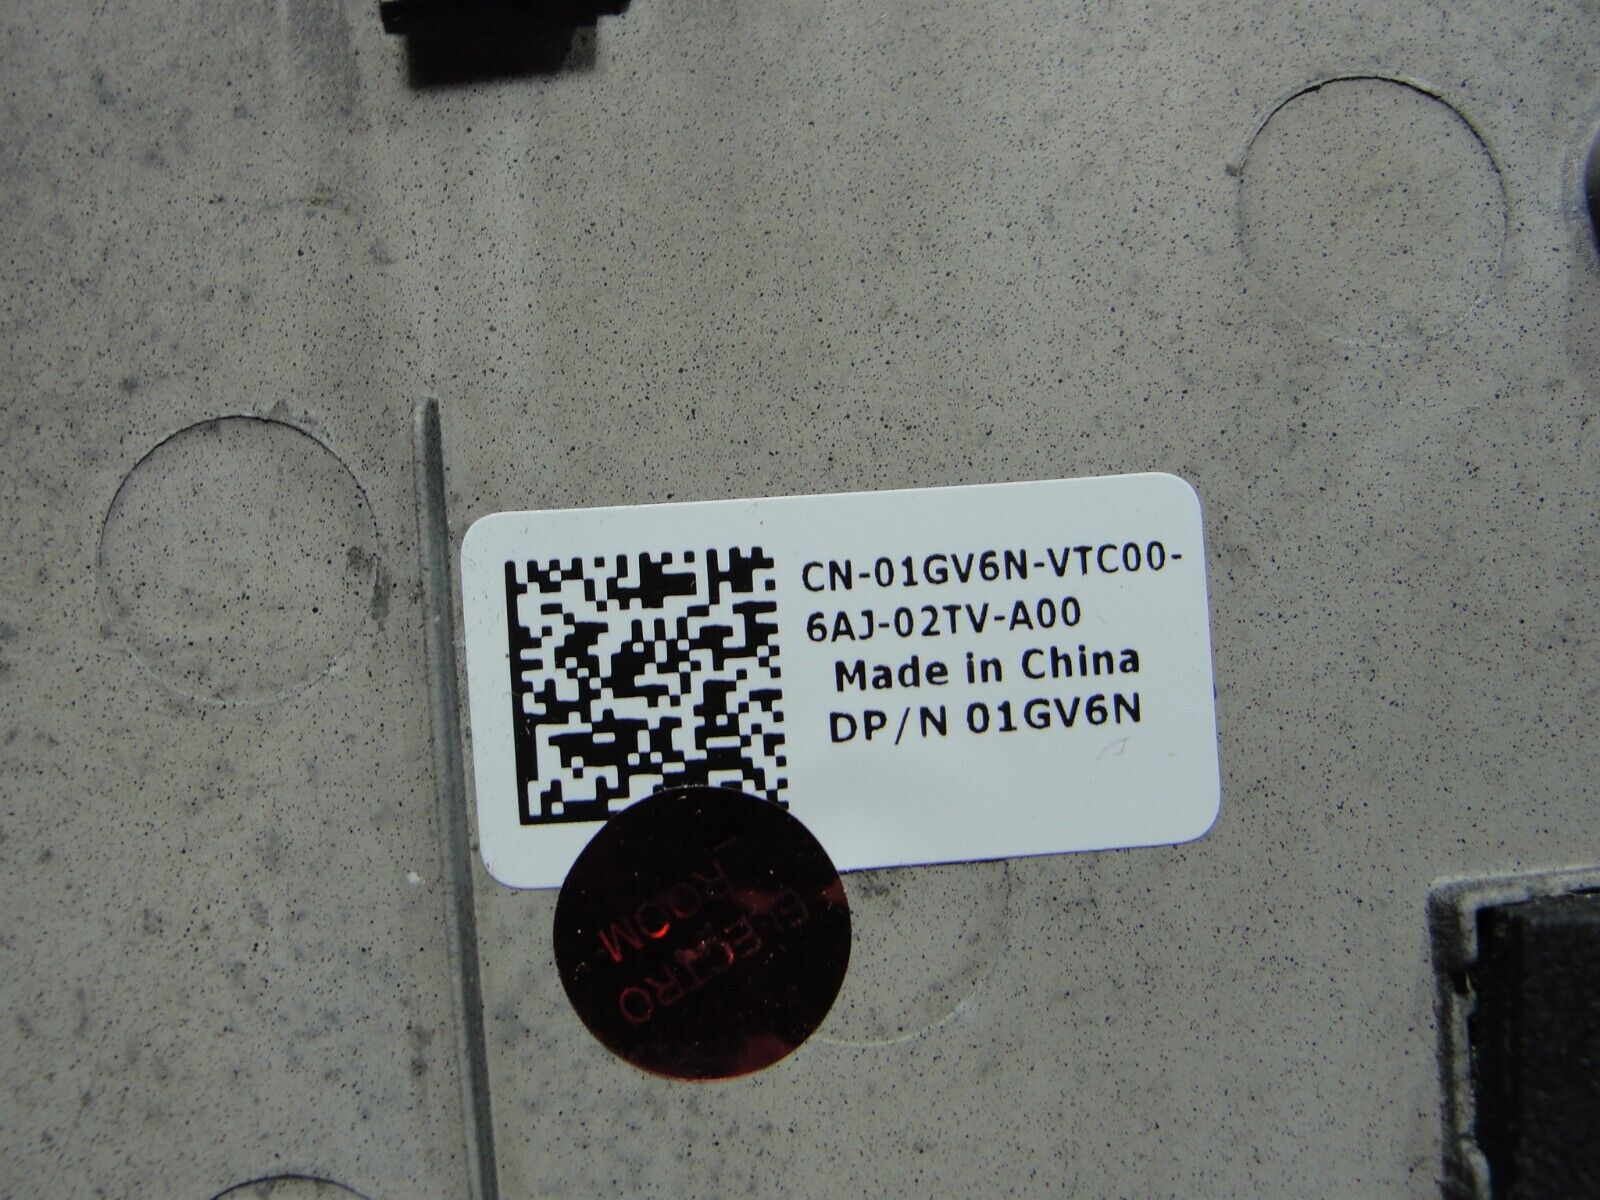 CN-01GV6N-VTC00-
6AJ-02TV-A00
Made in China
DP/N 01GV6N
ELECTRO
ROOM